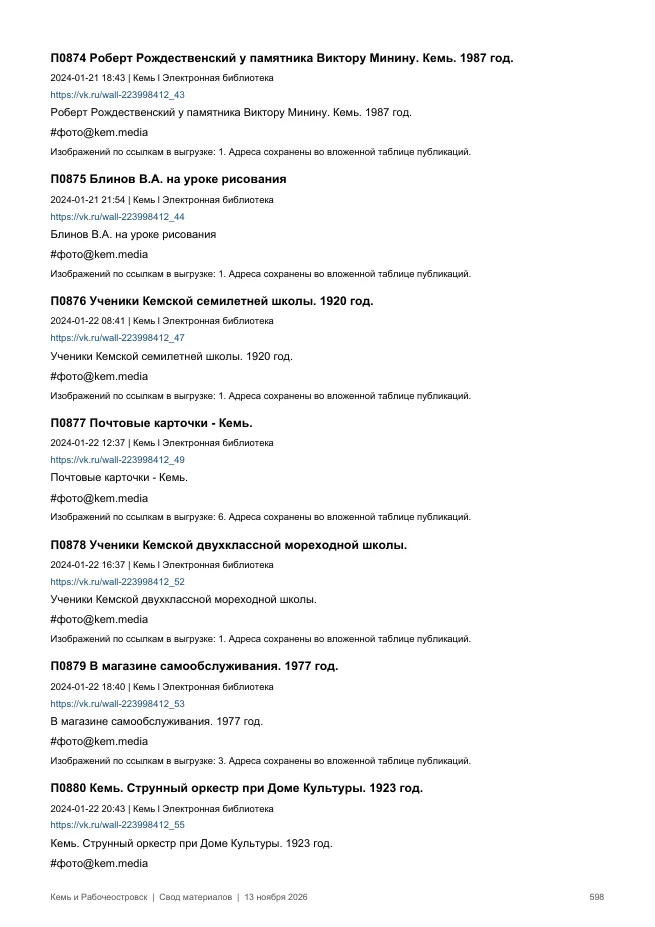 П0874 Роберт Рождественский у памятника Виктору Минину. Кемь. 1987 год.
2024-01-21 18:43 | Кемь I Электронная библиотека
https://vk.ru/wall-223998412_43
Роберт Рождественский у памятника Виктору Минину. Кемь. 1987 год.
#фото@kem.media
Изображений по ссылкам в выгрузке: 1. Адреса сохранены во вложенной таблице публикаций.
П0875 Блинов В.А. на уроке рисования
2024-01-21 21:54 | Кемь I Электронная библиотека
https://vk.ru/wall-223998412_44
Блинов В.А. на уроке рисования
#фото@kem.media
Изображений по ссылкам в выгрузке: 1. Адреса сохранены во вложенной таблице публикаций.
П0876 Ученики Кемской семилетней школы. 1920 год.
2024-01-22 08:41 | Кемь I Электронная библиотека
https://vk.ru/wall-223998412_47
Ученики Кемской семилетней школы. 1920 год.
#фото@kem.media
Изображений по ссылкам в выгрузке: 1. Адреса сохранены во вложенной таблице публикаций.
П0877 Почтовые карточки - Кемь.
2024-01-22 12:37 | Кемь I Электронная библиотека
https://vk.ru/wall-223998412_49
Почтовые карточки - Кемь.
#фото@kem.media
Изображений по ссылкам в выгрузке: 6. Адреса сохранены во вложенной таблице публикаций.
П0878 Ученики Кемской двухклассной мореходной школы.
2024-01-22 16:37 | Кемь I Электронная библиотека
https://vk.ru/wall-223998412_52
Ученики Кемской двухклассной мореходной школы.
#фото@kem.media
Изображений по ссылкам в выгрузке: 1. Адреса сохранены во вложенной таблице публикаций.
П0879 В магазине самообслуживания. 1977 год.
2024-01-22 18:40 | Кемь I Электронная библиотека
https://vk.ru/wall-223998412_53
В магазине самообслуживания. 1977 год.
#фото@kem.media
Изображений по ссылкам в выгрузке: 3. Адреса сохранены во вложенной таблице публикаций.
П0880 Кемь. Струнный оркестр при Доме Культуры. 1923 год.
2024-01-22 20:43 | Кемь I Электронная библиотека
https://vk.ru/wall-223998412_55
Кемь. Струнный оркестр при Доме Культуры. 1923 год.
#фото@kem.media
Кемь и Рабочеостровск | Свод материалов | 13 ноября 2026 598